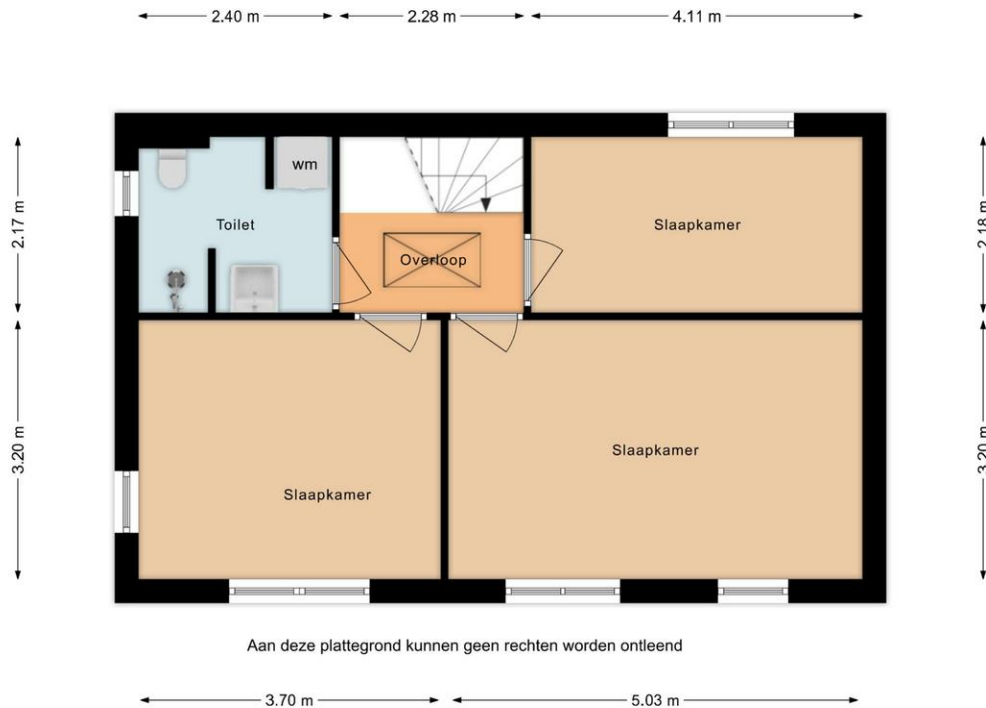 2.40 m
2.28 m
4.11 m
wm
2.17 m
Toilet
Slaapkamer
2.18 m
Overloop
3.20 m
Slaapkamer
Slaapkamer
3.20 m
Aan deze plattegrond kunnen geen rechten worden ontleend
3.70 m
5.03 m